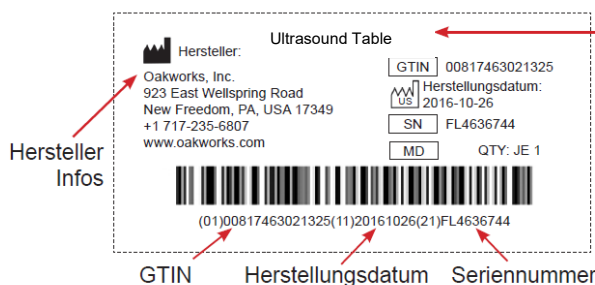 Ultrasound Table
Hersteller:
Oakworks, Inc.
923 East Wellspring Road
New Freedom, PA, USA 17349
+1 717-235-6807
www.oakworks.com
GTIN 00817463021325
Herstellungsdatum:
US 2016-10-26
SN FL4636744
MD QTY: JE 1
Hersteller
Infos
(01)00817463021325(11)20161026(21)FL4636744
GTIN Herstellungsdatum Seriennummer